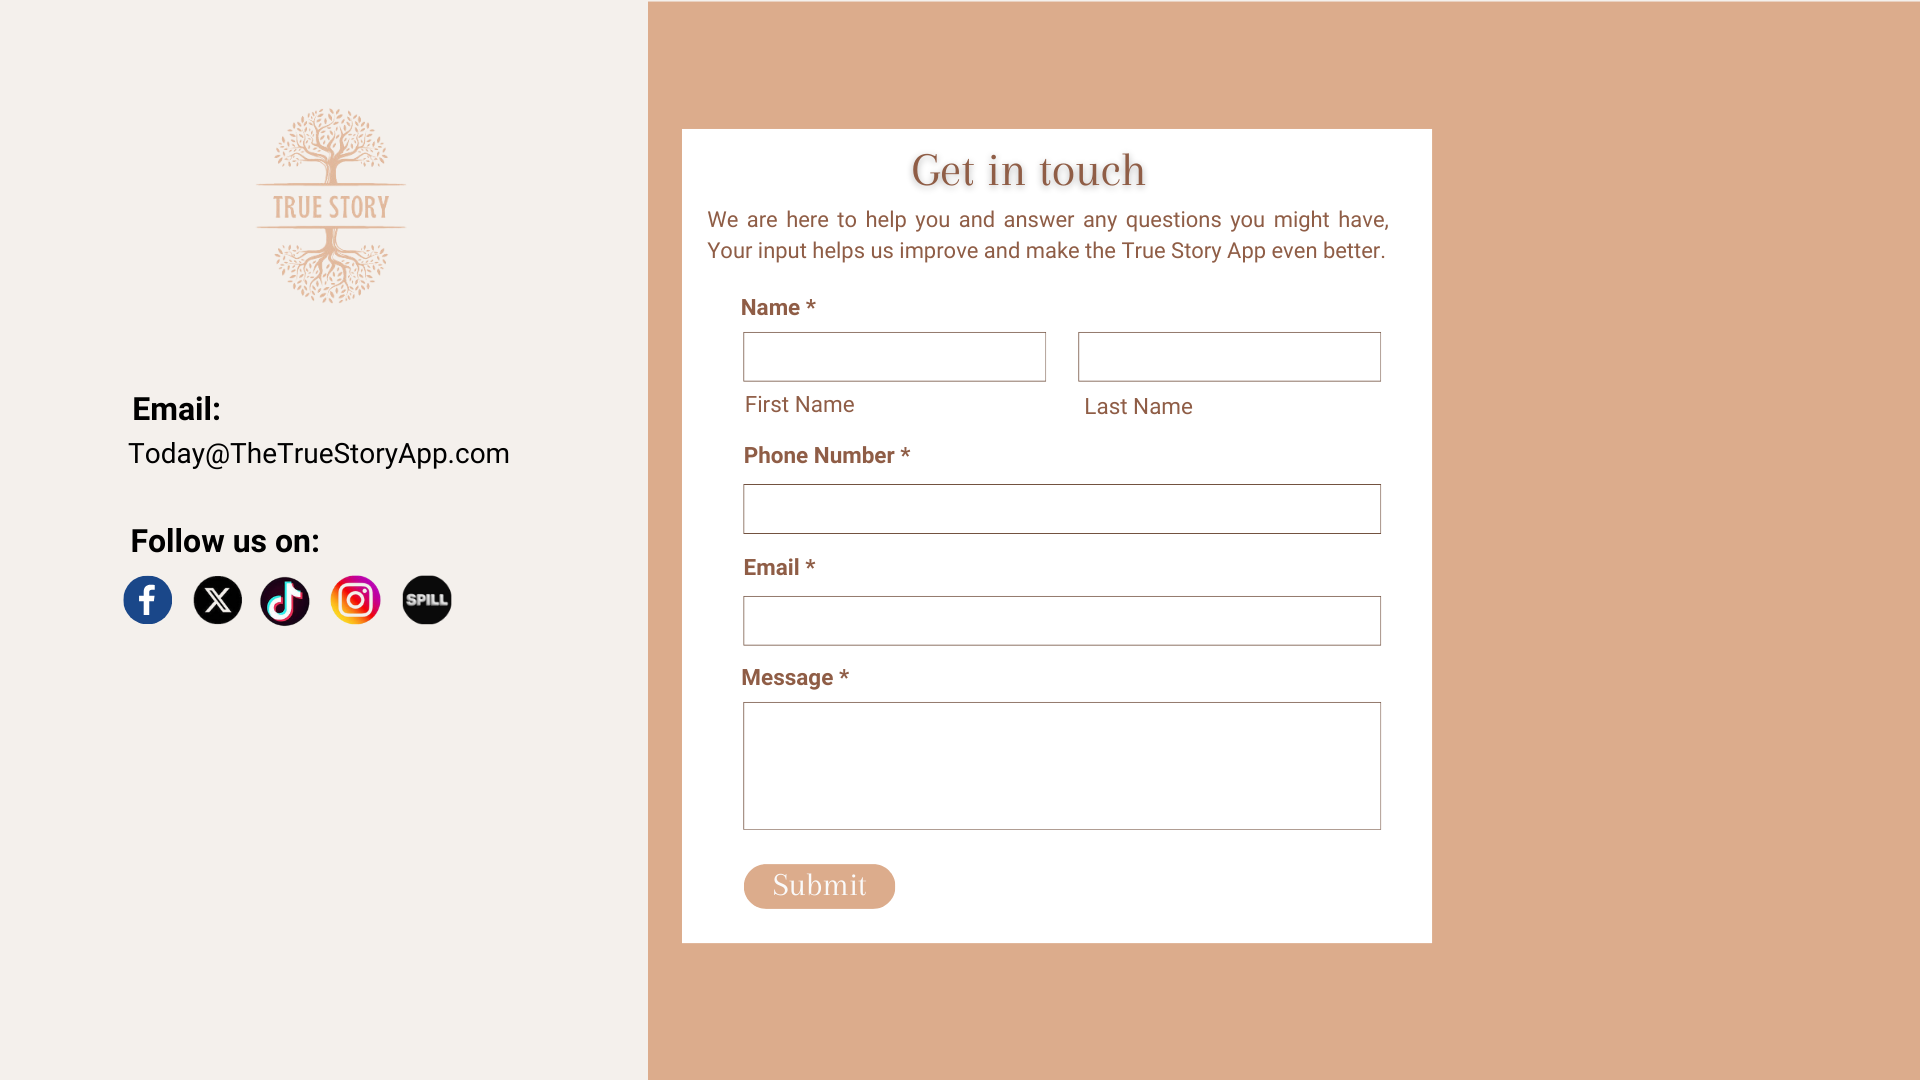 TRUE STORY
Email:
Today@TheTrueStoryApp.com
Follow us on:
SPILL
Get in touch
We are here to help you and answer any questions you might have,
Your input helps us improve and make the True Story App even better.
Name *
First Name
Last Name
Phone Number *
Email *
Message *
Submit